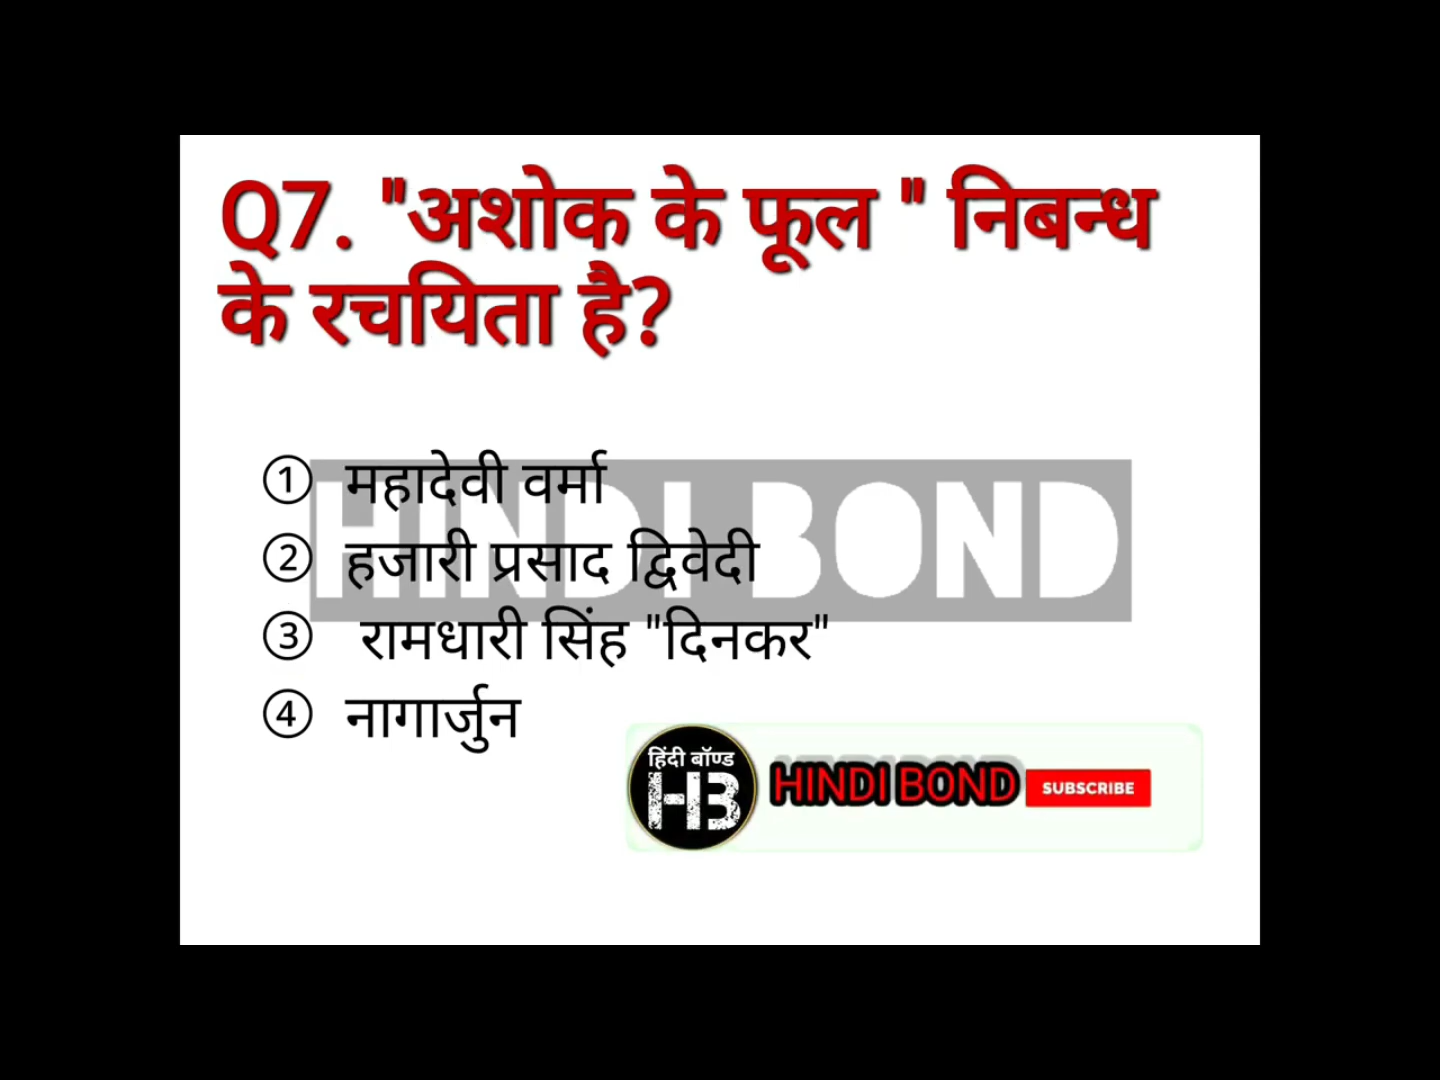 Q7. "अशोक के फूल " निबन्ध
के रचयिता है?
① महादेवी वर्मा
② हजारी प्रसाद द्विवेदी
③ रामधारी सिंह "दिनकर"
④ नागार्जुन
HINDI BOND
हिंदी बॉण्ड
HB
HINDI BOND
SUBSCRIBE